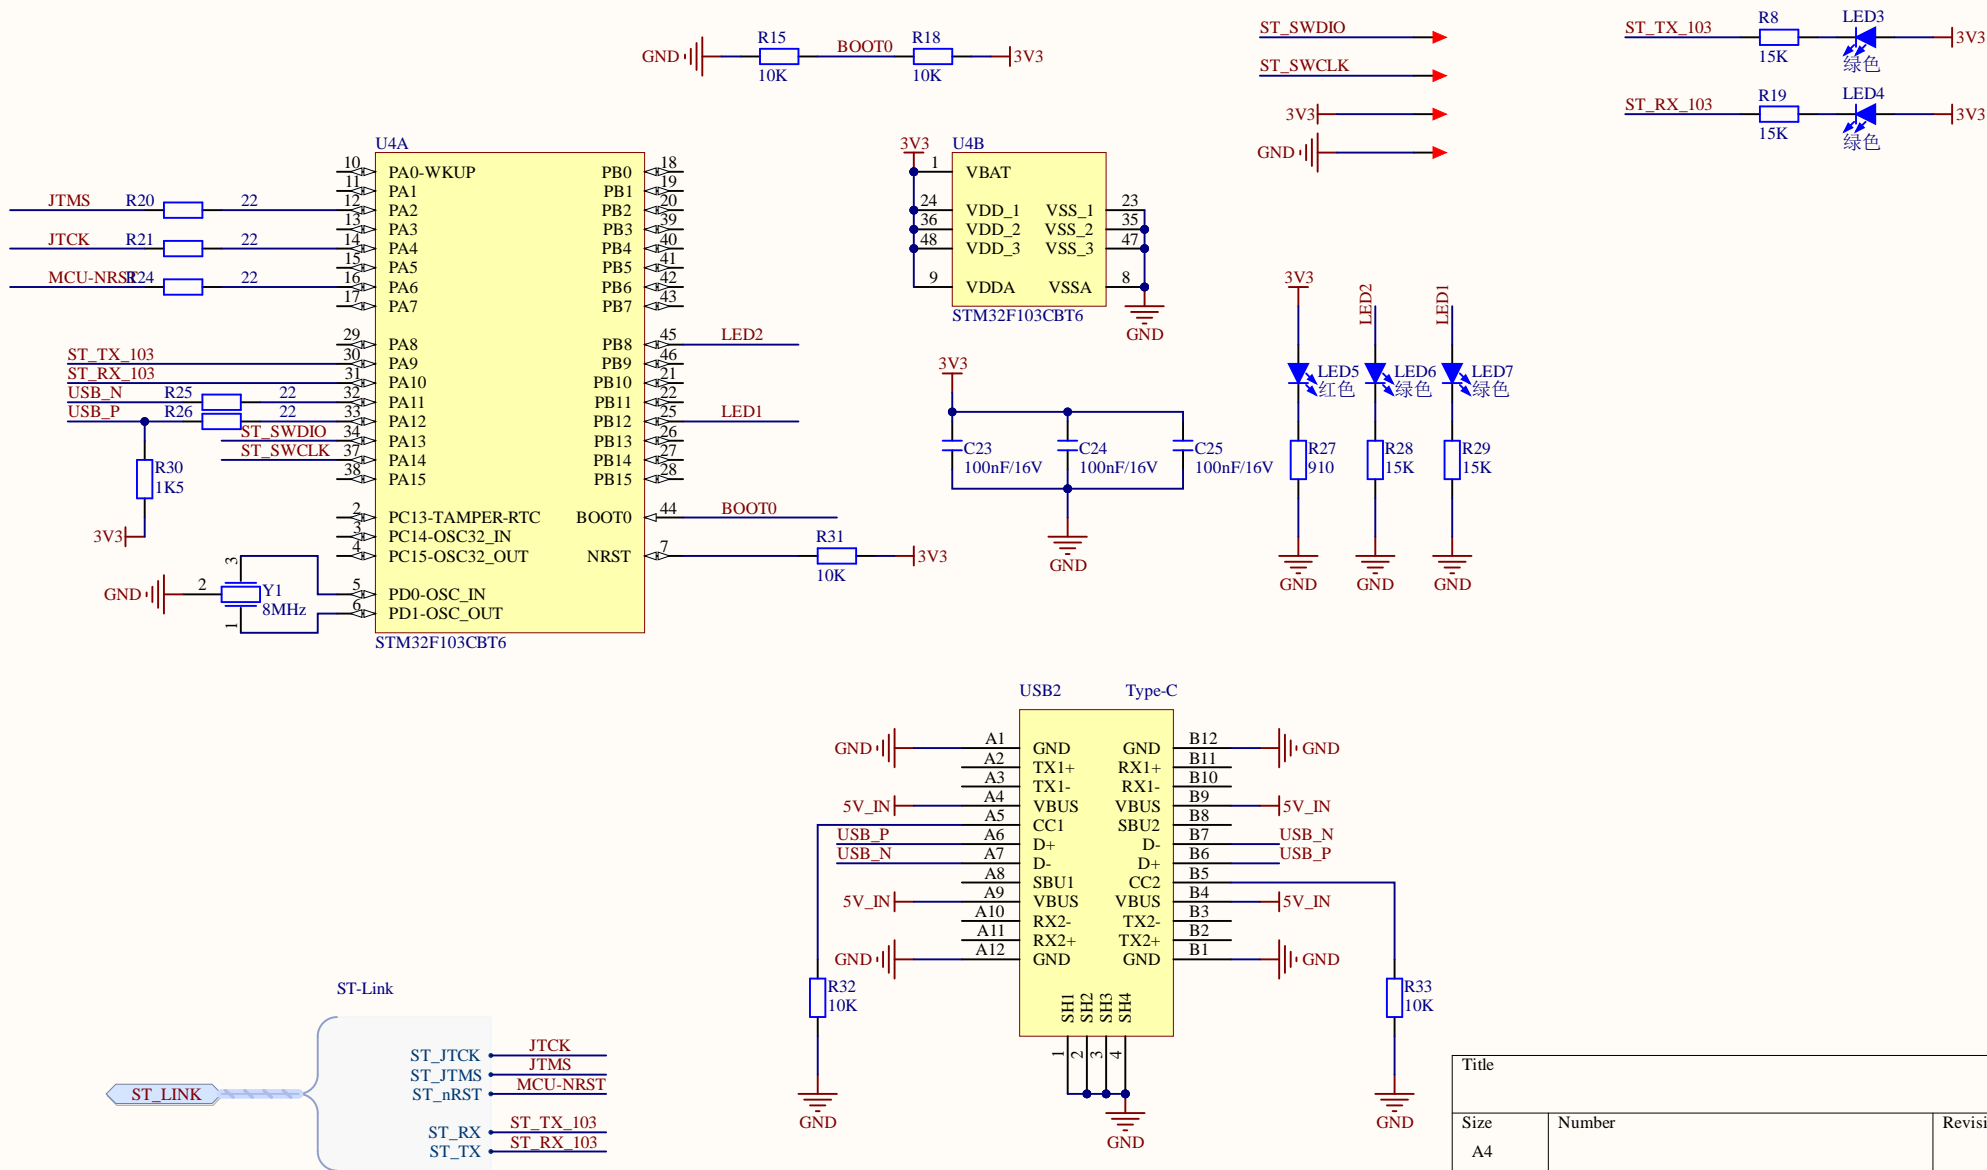 GND R15 10K BOOT0 R18 10K 3V3
ST_SWDIO
ST_SWCLK
3V3
GND
ST_TX_103 R8 15K LED3 绿色 3V3
ST_RX_103 R19 15K LED4 绿色 3V3
U4A
10 PA0-WKUP PB0 18
11 PA1 PB1 19
JTMS R20 22 12 PA2 PB2 20
13 PA3 PB3 39
JTCK R21 22 14 PA4 PB4 40
15 PA5 PB5 41
MCU-NRST R24 22 16 PA6 PB6 42
17 PA7 PB7 43
29 PA8 PB8 45 LED2
ST_TX_103 30 PA9 PB9 46
ST_RX_103 31 PA10 PB10 21
USB_N R25 22 32 PA11 PB11 22
USB_P R26 22 33 PA12 PB12 25 LED1
ST_SWDIO 34 PA13 PB13 26
ST_SWCLK 37 PA14 PB14 27
38 PA15 PB15 28
R30
1K5
3V3
2 PC13-TAMPER-RTC BOOT0 44 BOOT0
3 PC14-OSC32_IN
4 PC15-OSC32_OUT NRST 7 R31 10K 3V3
GND 2 3 Y1 5 PD0-OSC_IN
1 8MHz 6 PD1-OSC_OUT
STM32F103CBT6
3V3 U4B
1 VBAT
24 VDD_1 VSS_1 23
36 VDD_2 VSS_2 35
48 VDD_3 VSS_3 47
9 VDDA VSSA 8
STM32F103CBT6
GND
3V3
C23 C24 C25
100nF/16V 100nF/16V 100nF/16V
GND
3V3 LED2 LED1
LED5 LED6 LED7
红色 绿色 绿色
R27 R28 R29
910 15K 15K
GND GND GND
USB2 Type-C
GND A1 GND GND B12 GND
A2 TX1+ RX1+ B11
A3 TX1- RX1- B10
5V_IN A4 VBUS VBUS B9 5V_IN
A5 CC1 SBU2 B8
USB_P A6 D+ D- B7 USB_N
USB_N A7 D- D+ B6 USB_P
A8 SBU1 CC2 B5
5V_IN A9 VBUS VBUS B4 5V_IN
A10 RX2- TX2- B3
A11 RX2+ TX2+ B2
GND A12 GND GND B1 GND
R32 R33
10K 10K
SH1 SH2 SH3 SH4
1 2 3 4
GND GND GND
ST-Link
ST_LINK
ST_JTCK JTCK
ST_JTMS JTMS
ST_nRST MCU-NRST
ST_RX ST_TX_103
ST_TX ST_RX_103
Title
Size Number Revisi
A4